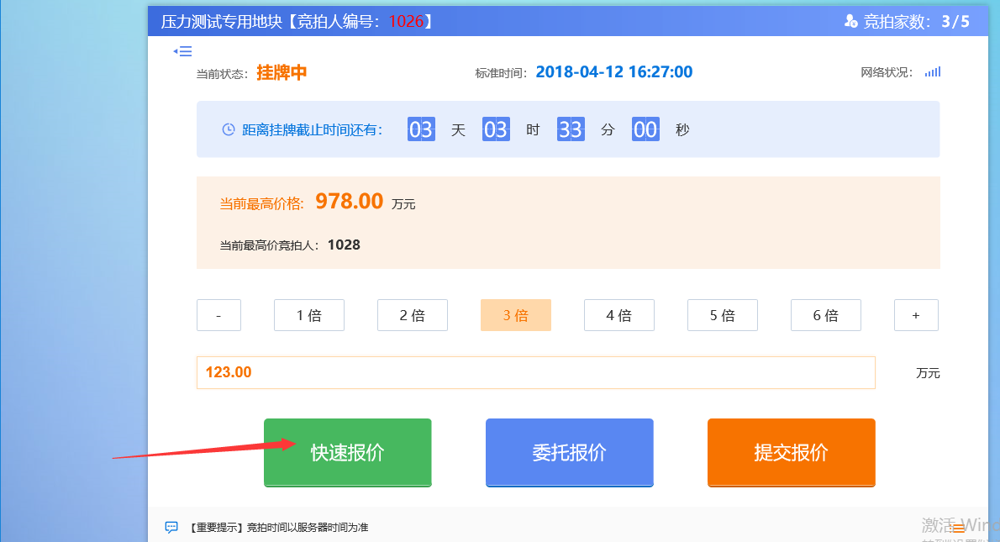 压力测试专用地块【竞拍人编号：1026】 竞拍家数：3/5
当前状态：挂牌中 标准时间：2018-04-12 16:27:00 网络状况：
距离挂牌截止时间还有： 03 天 03 时 33 分 00 秒
当前最高价格：978.00 万元
当前最高价竞拍人：1028
- 1 倍 2 倍 3 倍 4 倍 5 倍 6 倍 +
123.00 万元
快速报价 委托报价 提交报价
【重要提示】竞拍时间以服务器时间为准
激活 Wind